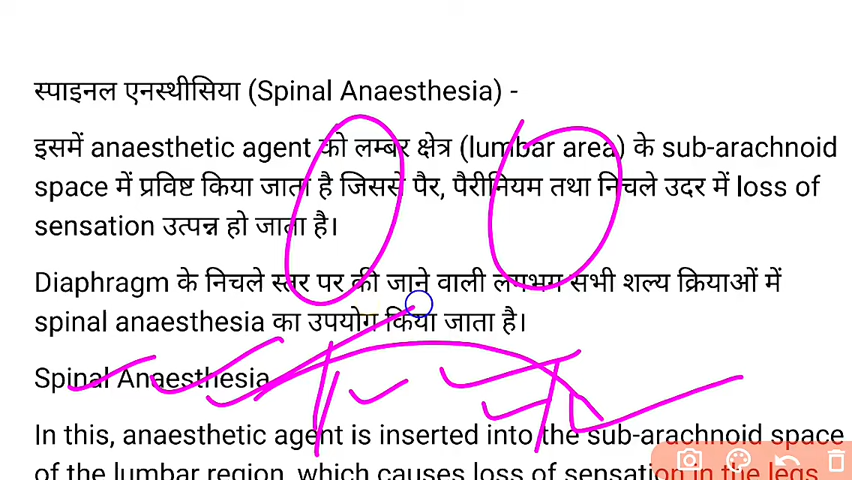 स्पाइनल एनस्थीसिया (Spinal Anaesthesia) -
इसमें anaesthetic agent को लम्बर क्षेत्र (lumbar area) के sub-arachnoid
space में प्रविष्ट किया जाता है जिससे पैर, पैरीनियम तथा निचले उदर में loss of
sensation उत्पन्न हो जाता है।
Diaphragm के निचले स्तर पर की जाने वाली लगभग सभी शल्य क्रियाओं में
spinal anaesthesia का उपयोग किया जाता है।
Spinal Anaesthesia
In this, anaesthetic agent is inserted into the sub-arachnoid space
of the lumbar region, which causes loss of sensation in the legs